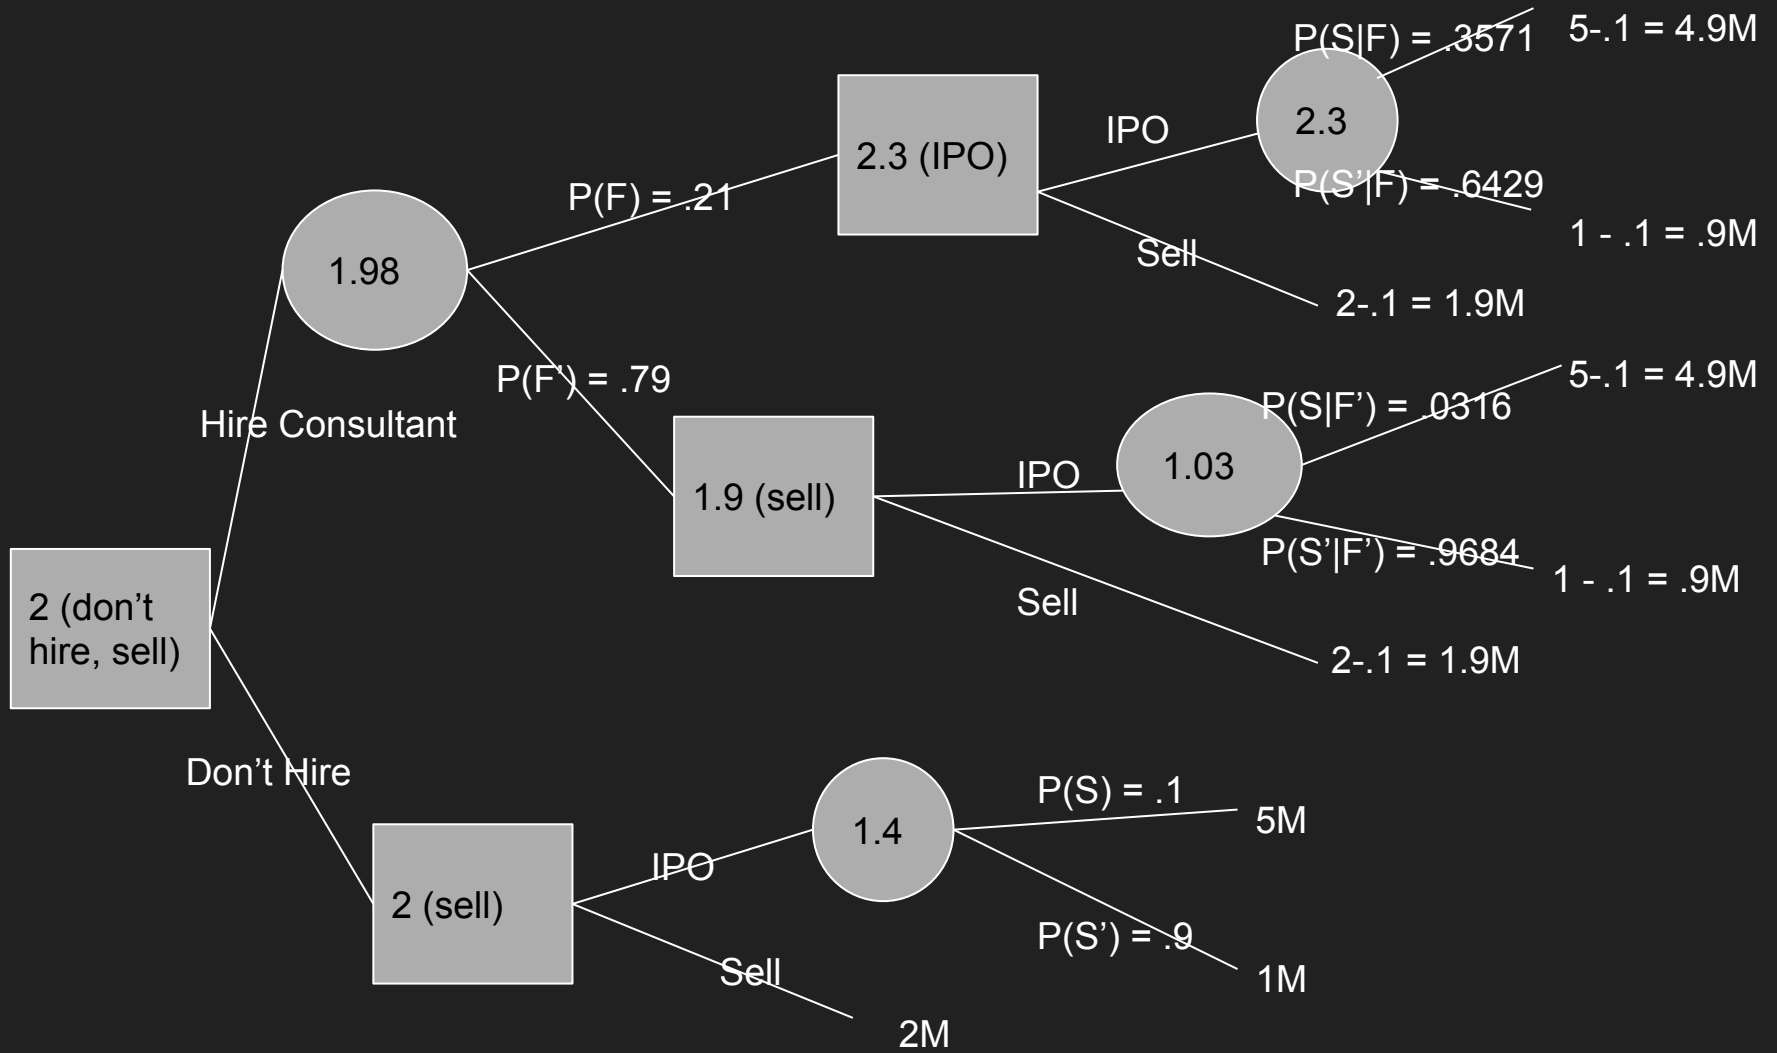 P(S|F) = .3571
5-.1 = 4.9M
IPO
2.3
2.3 (IPO)
P(S’|F) = .6429
P(F) = .21
1 - .1 = .9M
Sell
1.98
2-.1 = 1.9M
P(F’) = .79
5-.1 = 4.9M
P(S|F’) = .0316
Hire Consultant
IPO
1.03
1.9 (sell)
P(S’|F’) = .9684
1 - .1 = .9M
Sell
2 (don’t
hire, sell)
2-.1 = 1.9M
Don’t Hire
P(S) = .1
5M
1.4
IPO
2 (sell)
P(S’) = .9
Sell
1M
2M